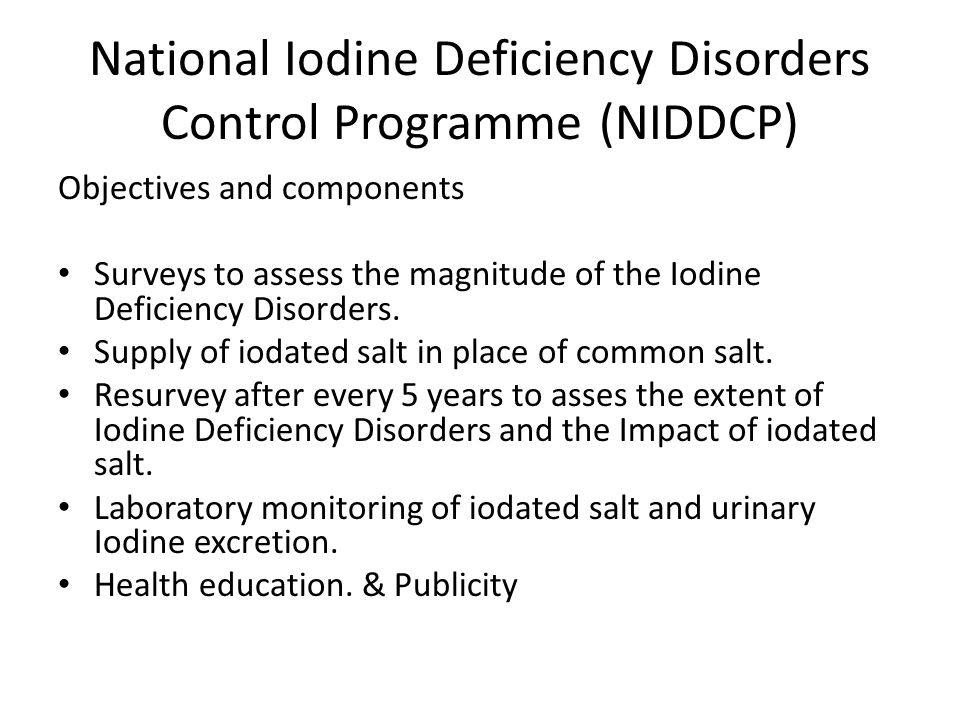 National Iodine Deficiency Disorders
Control Programme (NIDDCP)
Objectives and components
• Surveys to assess the magnitude of the Iodine
Deficiency Disorders.
• Supply of iodated salt in place of common salt.
• Resurvey after every 5 years to asses the extent of
Iodine Deficiency Disorders and the Impact of iodated
salt.
• Laboratory monitoring of iodated salt and urinary
Iodine excretion.
• Health education. & Publicity